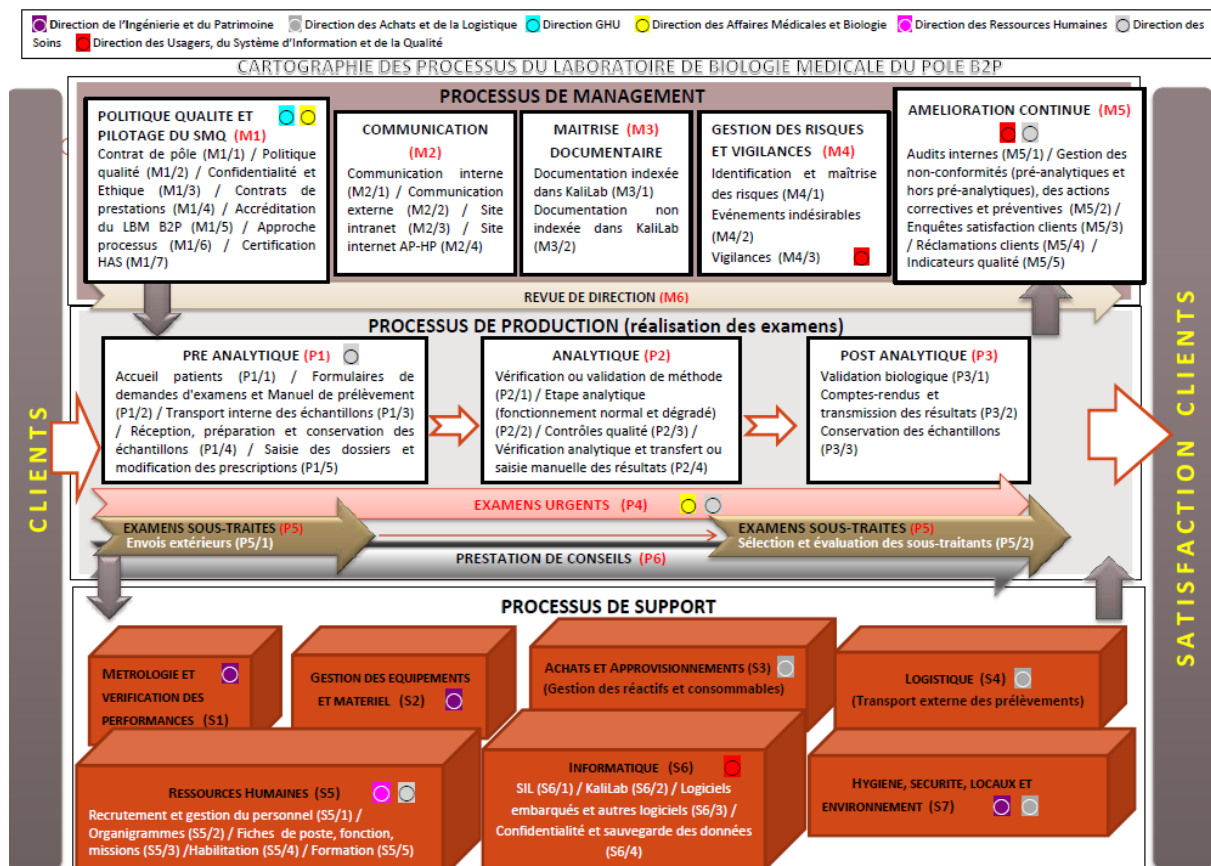 Direction de l'Ingénierie et du Patrimoine Direction des Achats et de la Logistique Direction GHU Direction des Affaires Médicales et Biologie Direction des Ressources Humaines Direction des
Soins Direction des Usagers, du Système d'Information et de la Qualité
CARTOGRAPHIE DES PROCESSUS DU LABORATOIRE DE BIOLOGIE MEDICALE DU POLE B2P
CLIENTS
PROCESSUS DE MANAGEMENT
POLITIQUE QUALITE ET
PILOTAGE DU SMQ (M1)
Contrat de pôle (M1/1) / Politique
qualité (M1/2) / Confidentialité et
Ethique (M1/3) / Contrats de
prestations (M1/4) / Accréditation
du LBM B2P (M1/5) / Approche
processus (M1/6) / Certification
HAS (M1/7)
COMMUNICATION
(M2)
Communication interne
(M2/1) / Communication
externe (M2/2) / Site
intranet (M2/3) / Site
internet AP-HP (M2/4)
MAITRISE (M3)
DOCUMENTAIRE
Documentation indexée
dans KaliLab (M3/1)
Documentation non
indexée dans KaliLab
(M3/2)
GESTION DES RISQUES
ET VIGILANCES (M4)
Identification et maîtrise
des risques (M4/1)
Evénements indésirables
(M4/2)
Vigilances (M4/3)
AMELIORATION CONTINUE (M5)
Audits internes (M5/1) / Gestion des
non-conformités (pré-analytiques et
hors pré-analytiques), des actions
correctives et préventives (M5/2) /
Enquêtes satisfaction clients (M5/3)
/ Réclamations clients (M5/4) /
Indicateurs qualité (M5/5)
REVUE DE DIRECTION (M6)
PROCESSUS DE PRODUCTION (réalisation des examens)
PRE ANALYTIQUE (P1)
Accueil patients (P1/1) / Formulaires de
demandes d'examens et Manuel de prélèvement
(P1/2) / Transport interne des échantillons (P1/3)
/ Réception, préparation et conservation des
échantillons (P1/4) / Saisie des dossiers et
modification des prescriptions (P1/5)
ANALYTIQUE (P2)
Vérification ou validation de méthode
(P2/1) / Etape analytique
(fonctionnement normal et dégradé)
(P2/2) / Contrôles qualité (P2/3) /
Vérification analytique et transfert ou
saisie manuelle des résultats (P2/4)
POST ANALYTIQUE (P3)
Validation biologique (P3/1)
Comptes-rendus et
transmission des résultats (P3/2)
Conservation des échantillons
(P3/3)
EXAMENS URGENTS (P4)
EXAMENS SOUS-TRAITES (P5)
Envois extérieurs (P5/1)
EXAMENS SOUS-TRAITES (P5)
Sélection et évaluation des sous-traitants (P5/2)
PRESTATION DE CONSEILS (P6)
PROCESSUS DE SUPPORT
METROLOGIE ET
VERIFICATION DES
PERFORMANCES (S1)
GESTION DES EQUIPEMENTS
ET MATERIEL (S2)
ACHATS ET APPROVISIONNEMENTS (S3)
(Gestion des réactifs et consommables)
LOGISTIQUE (S4)
(Transport externe des prélèvements)
RESSOURCES HUMAINES (S5)
Recrutement et gestion du personnel (S5/1) /
Organigrammes (S5/2) / Fiches de poste, fonction,
missions (S5/3) /Habilitation (S5/4) / Formation (S5/5)
INFORMATIQUE (S6)
SIL (S6/1) / KaliLab (S6/2) / Logiciels
embarqués et autres logiciels (S6/3) /
Confidentialité et sauvegarde des données
(S6/4)
HYGIENE, SECURITE, LOCAUX ET
ENVIRONNEMENT (S7)
SATISFACTION CLIENTS